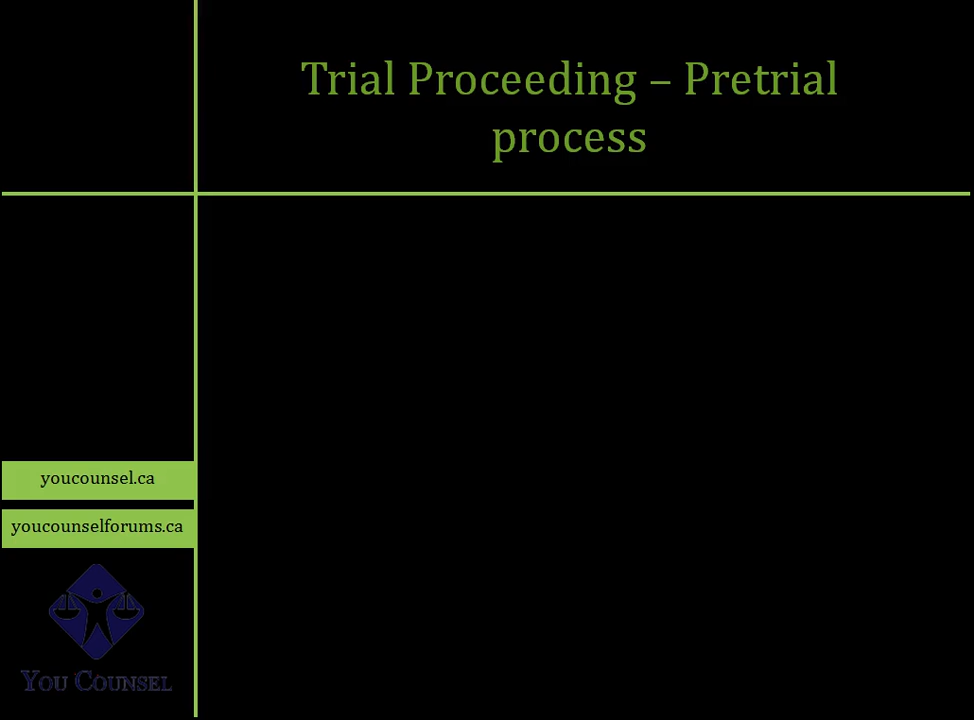 Trial Proceeding – Pretrial
process
youcounsel.ca
youcounselforums.ca
You Counsel